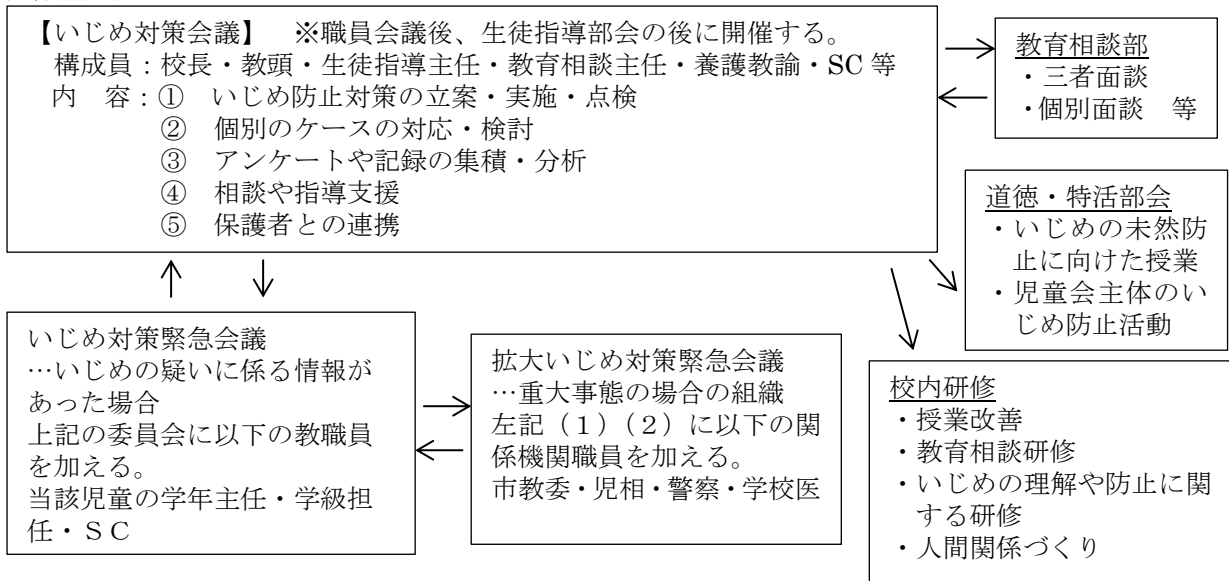 【いじめ対策会議】 ※職員会議後、生徒指導部会の後に開催する。
構成員：校長・教頭・生徒指導主任・教育相談主任・養護教諭・SC 等
内 容：① いじめ防止対策の立案・実施・点検
② 個別のケースの対応・検討
③ アンケートや記録の集積・分析
④ 相談や指導支援
⑤ 保護者との連携
教育相談部
・三者面談
・個別面談 等
道徳・特活部会
・いじめの未然防
止に向けた授業
・児童会主体のい
じめ防止活動
いじめ対策緊急会議
…いじめの疑いに係る情報が
あった場合
上記の委員会に以下の教職員
を加える。
当該児童の学年主任・学級担
任・ＳＣ
拡大いじめ対策緊急会議
…重大事態の場合の組織
左記（１）（２）に以下の関
係機関職員を加える。
市教委・児相・警察・学校医
校内研修
・授業改善
・教育相談研修
・いじめの理解や防止に関
する研修
・人間関係づくり